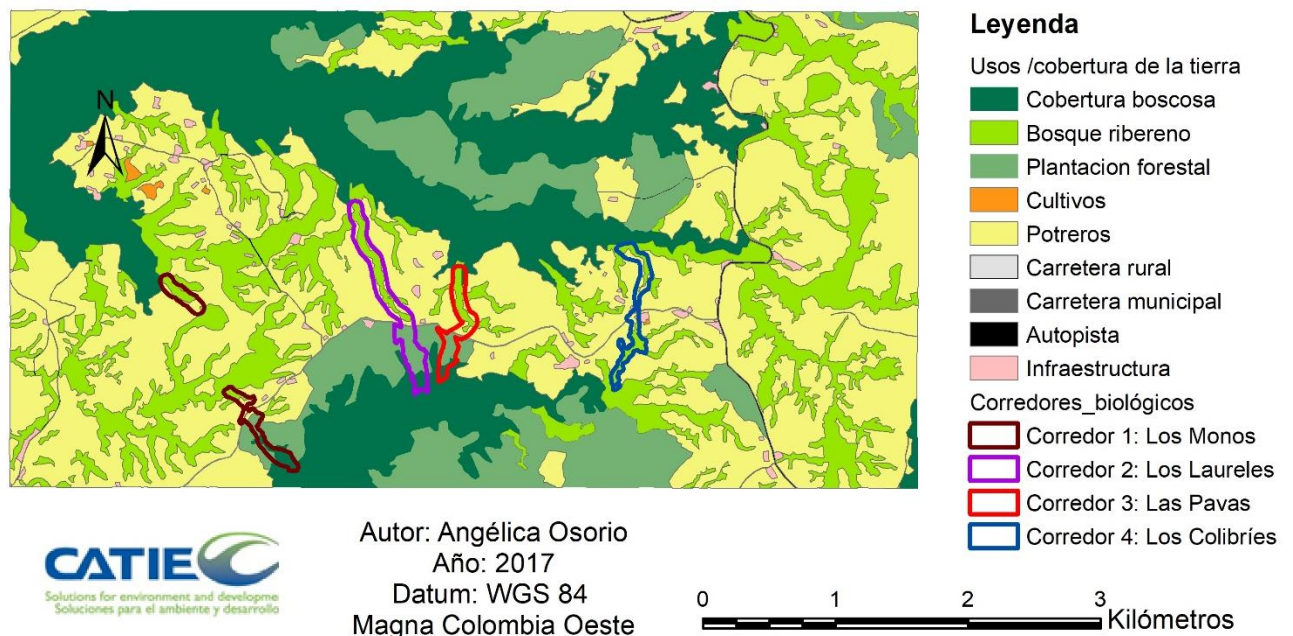 N
Leyenda
Usos /cobertura de la tierra
Cobertura boscosa
Bosque ribereno
Plantacion forestal
Cultivos
Potreros
Carretera rural
Carretera municipal
Autopista
Infraestructura
Corredores_biológicos
Corredor 1: Los Monos
Corredor 2: Los Laureles
Corredor 3: Las Pavas
Corredor 4: Los Colibríes
CATIE
Solutions for environment and developme
Soluciones para el ambiente y desarrollo
Autor: Angélica Osorio
Año: 2017
Datum: WGS 84
Magna Colombia Oeste
0 1 2 3
Kilómetros